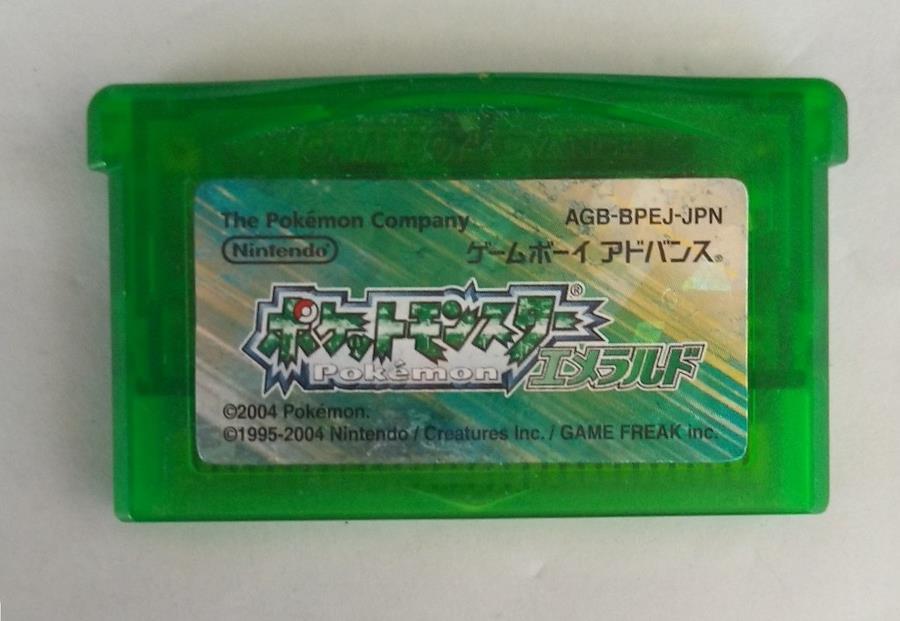 GAME BOY ADVANCE
The Pokémon Company
AGB-BPEJ-JPN
Nintendo®
ゲームボーイ アドバンス®
ポケットモンスター®
Pokémon
エメラルド
©2004 Pokémon.
©1995-2004 Nintendo / Creatures Inc. / GAME FREAK inc.